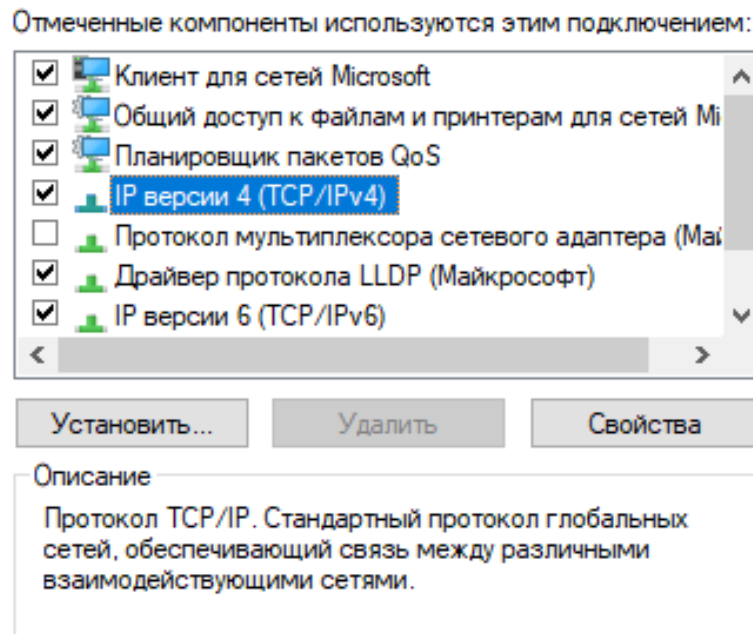 Отмеченные компоненты используются этим подключением:
Клиент для сетей Microsoft
Общий доступ к файлам и принтерам для сетей Mi
Планировщик пакетов QoS
IP версии 4 (TCP/IPv4)
Протокол мультиплексора сетевого адаптера (Май
Драйвер протокола LLDP (Майкрософт)
IP версии 6 (TCP/IPv6)
Установить... Удалить Свойства
Описание
Протокол TCP/IP. Стандартный протокол глобальных
сетей, обеспечивающий связь между различными
взаимодействующими сетями.